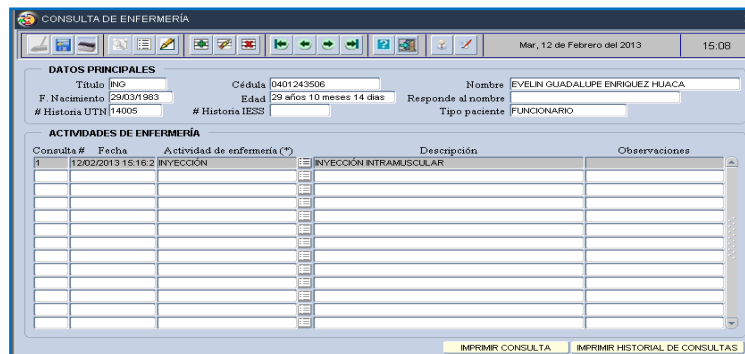 CONSULTA DE ENFERMERÍA
Mar, 12 de Febrero del 2013 15:08
DATOS PRINCIPALES
Título ING Cédula 0401243506 Nombre EVELIN GUADALUPE ENRIQUEZ HUACA
F. Nacimiento 29/03/1983 Edad 29 años 10 meses 14 dias Responde al nombre
# Historia UTN 14005 # Historia IESS Tipo paciente FUNCIONARIO
ACTIVIDADES DE ENFERMERÍA
Consulta # Fecha Actividad de enfermería (*) Descripción Observaciones
1 12/02/2013 15:16:2 INYECCIÓN INYECCIÓN INTRAMUSCULAR
IMPRIMIR CONSULTA IMPRIMIR HISTORIAL DE CONSULTAS